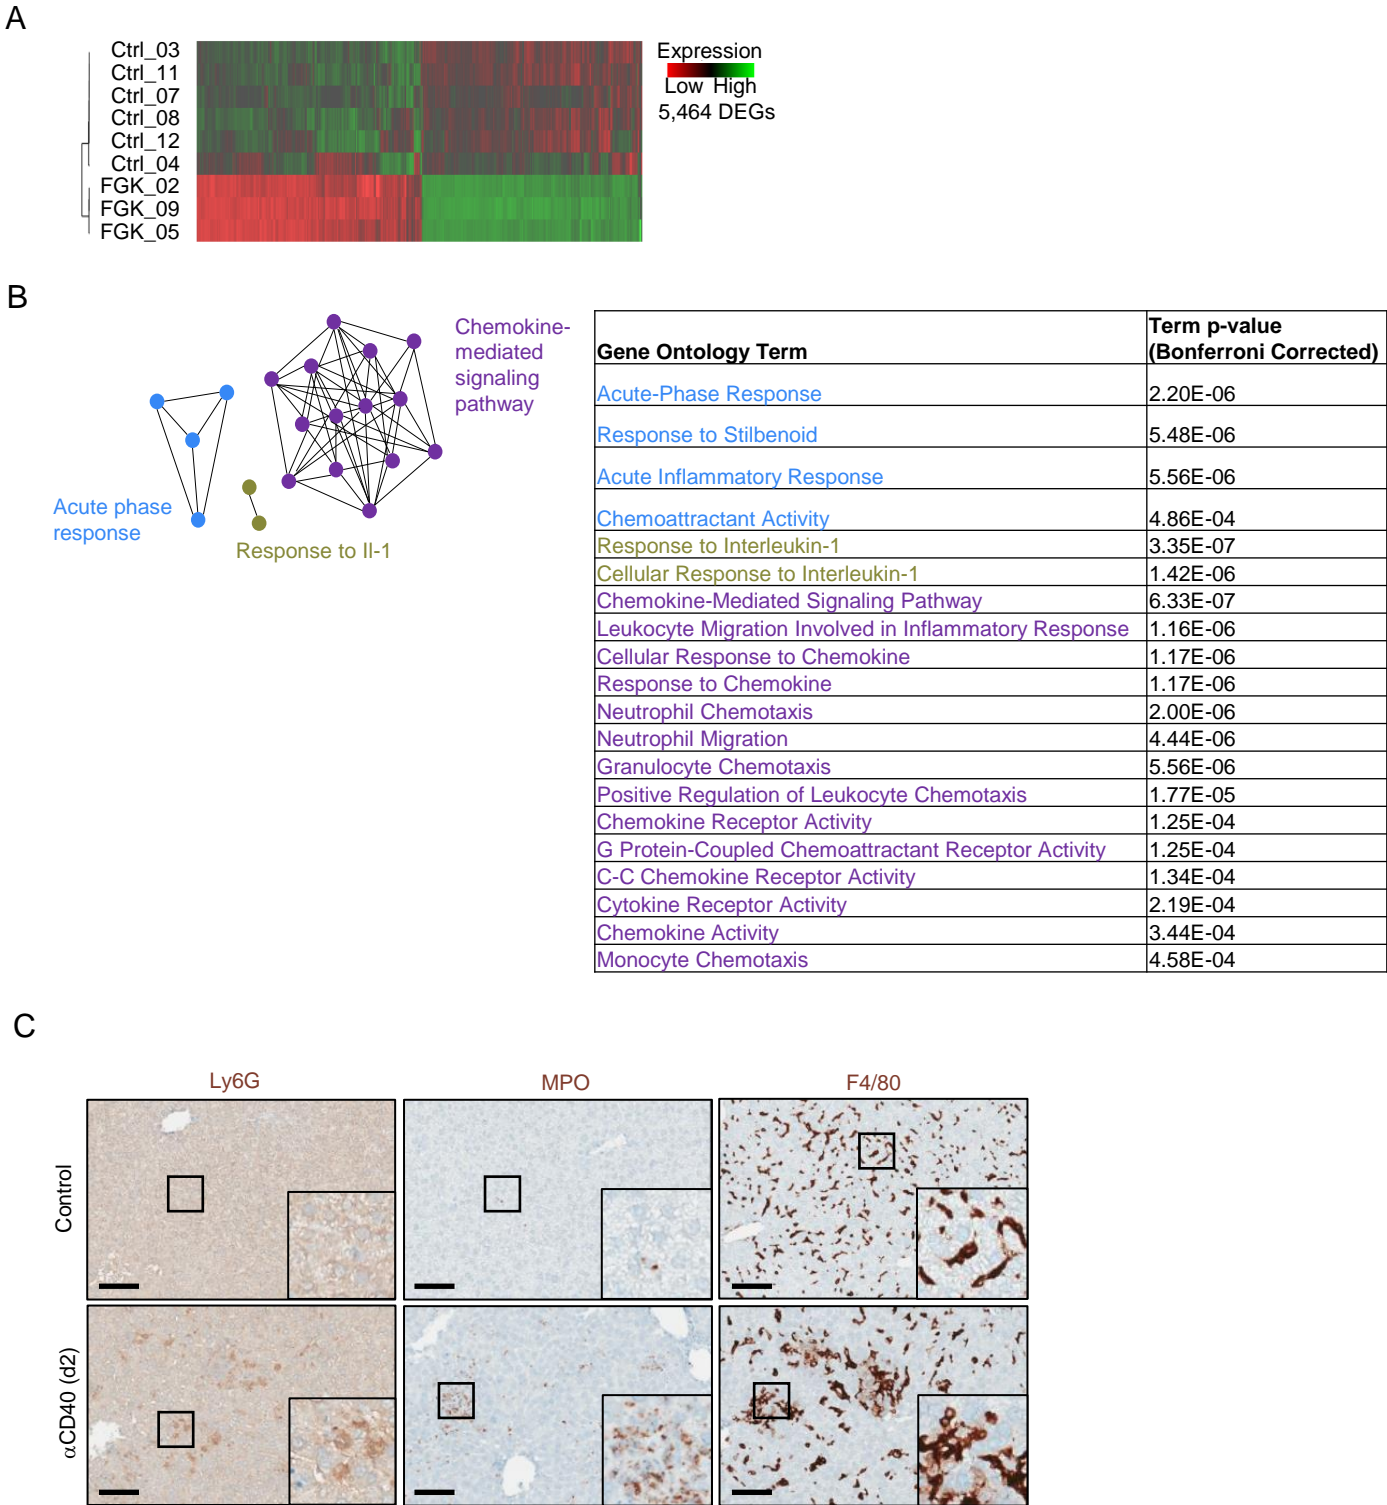 A
Ctrl_03
Ctrl_11
Ctrl_07
Ctrl_08
Ctrl_12
Ctrl_04
FGK_02
FGK_09
FGK_05
Expression
Low High
5,464 DEGs
B
Chemokine-
mediated
signaling
pathway
Acute phase
response
Response to Il-1
Gene Ontology Term
Term p-value
(Bonferroni Corrected)
Acute-Phase Response 2.20E-06
Response to Stilbenoid 5.48E-06
Acute Inflammatory Response 5.56E-06
Chemoattractant Activity 4.86E-04
Response to Interleukin-1 3.35E-07
Cellular Response to Interleukin-1 1.42E-06
Chemokine-Mediated Signaling Pathway 6.33E-07
Leukocyte Migration Involved in Inflammatory Response 1.16E-06
Cellular Response to Chemokine 1.17E-06
Response to Chemokine 1.17E-06
Neutrophil Chemotaxis 2.00E-06
Neutrophil Migration 4.44E-06
Granulocyte Chemotaxis 5.56E-06
Positive Regulation of Leukocyte Chemotaxis 1.77E-05
Chemokine Receptor Activity 1.25E-04
G Protein-Coupled Chemoattractant Receptor Activity 1.25E-04
C-C Chemokine Receptor Activity 1.34E-04
Cytokine Receptor Activity 2.19E-04
Chemokine Activity 3.44E-04
Monocyte Chemotaxis 4.58E-04
C
Ly6G MPO F4/80
Control
αCD40 (d2)